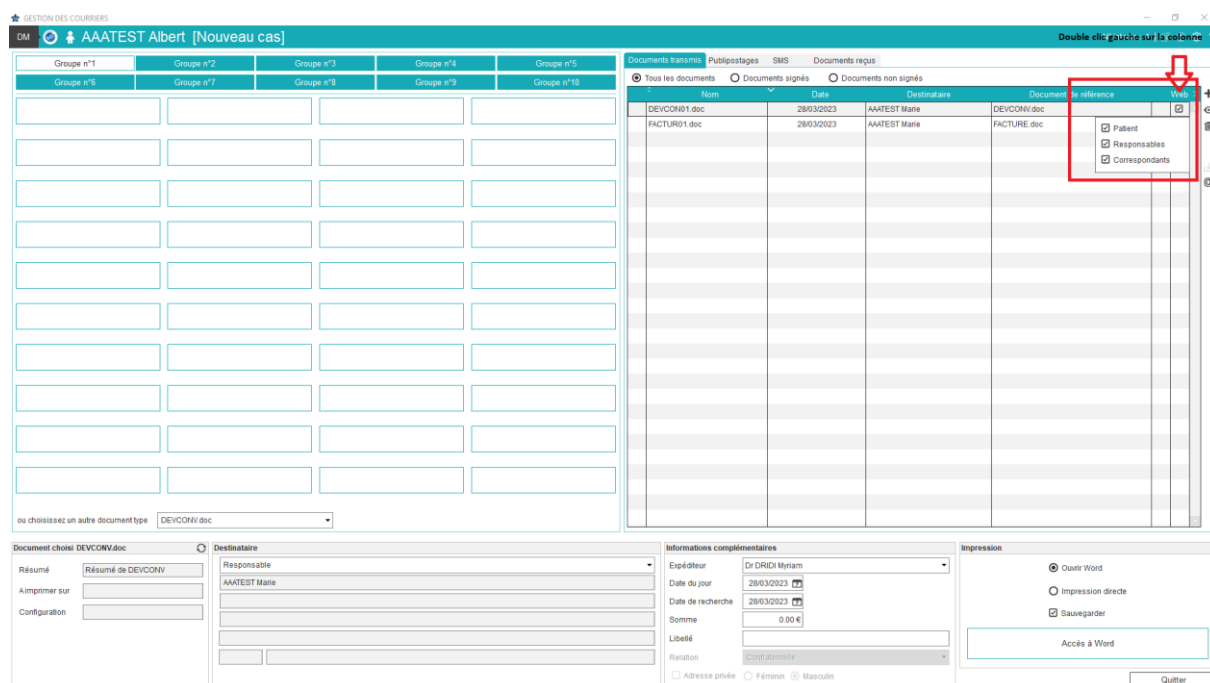 GESTION DES COURRIERS
DM AAATEST Albert [Nouveau cas]
Double clic gauche sur la colonne
Groupe n°1 Groupe n°2 Groupe n°3 Groupe n°4 Groupe n°5
Groupe n°6 Groupe n°7 Groupe n°8 Groupe n°9 Groupe n°10
ou choisissez un autre document type DEVCONV.doc
Documents transmis Publipostages SMS Documents reçus
Tous les documents Documents signés Documents non signés
Nom Date Destinataire Document de référence Web
DEVCON01.doc 28/03/2023 AAATEST Marie DEVCONV.doc
FACTUR01.doc 28/03/2023 AAATEST Marie FACTURE.doc
Patient
Responsables
Correspondants
Document choisi DEVCONV.doc
Résumé Résumé de DEVCONV
A imprimer sur
Configuration
Destinataire
Responsable
AAATEST Marie
Informations complémentaires
Expéditeur Dr DRIDI Myriam
Date du jour 28/03/2023
Date de recherche 28/03/2023
Somme 0.00 €
Libellé
Relation Confraternelle
Adresse privée Féminin Masculin
Impression
Ouvrir Word
Impression directe
Sauvegarder
Accès à Word
Quitter